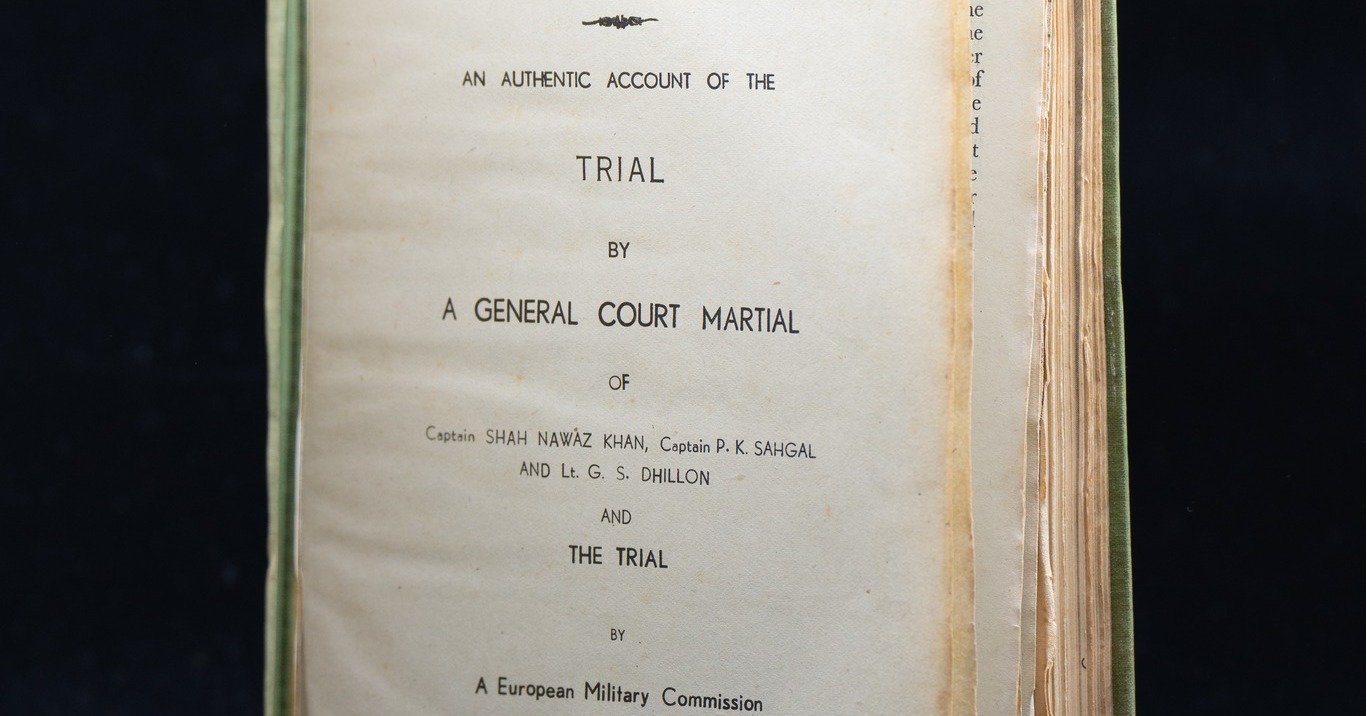 AN AUTHENTIC ACCOUNT OF THE
TRIAL
BY
A GENERAL COURT MARTIAL
OF
Captain SHAH NAWAZ KHAN, Captain P. K. SAHGAL
AND Lt. G. S. DHILLON
AND
THE TRIAL
BY
A European Military Commission